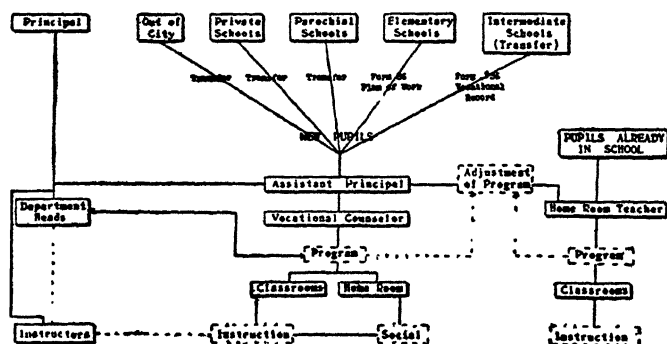 Principal
Out of
City
Private
Schools
Parochial
Schools
Elementary
Schools
Intermediate
Schools
(Transfer)
Transfer
Transfer
Transfer
Plan of Work
Vocational
Record
NEW PUPILS
PUPILS ALREADY
IN SCHOOL
Assistant Principal
Adjustment
of Program
Department
Heads
Vocational Counselor
Home Room Teacher
Program
Program
Classrooms
Home Room
Classrooms
Instructors
Instruction
Social
Instruction